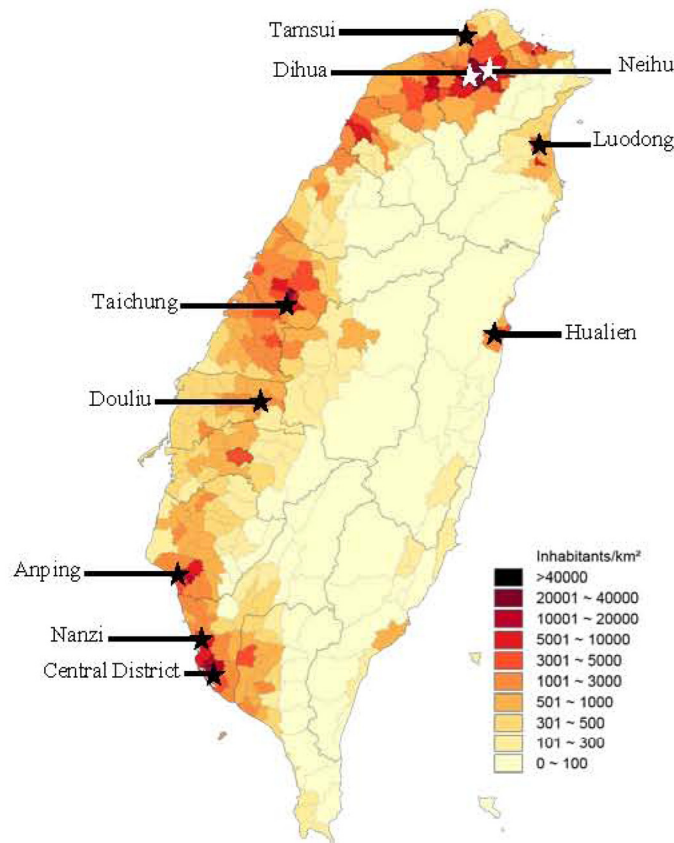 Tamsui
Dihua
Neihu
Luodong
Taichung
Hualien
Douliu
Anping
Nanzi
Central District
Inhabitants/km²
>40000
20001 ~ 40000
10001 ~ 20000
5001 ~ 10000
3001 ~ 5000
1001 ~ 3000
501 ~ 1000
301 ~ 500
101 ~ 300
0 ~ 100